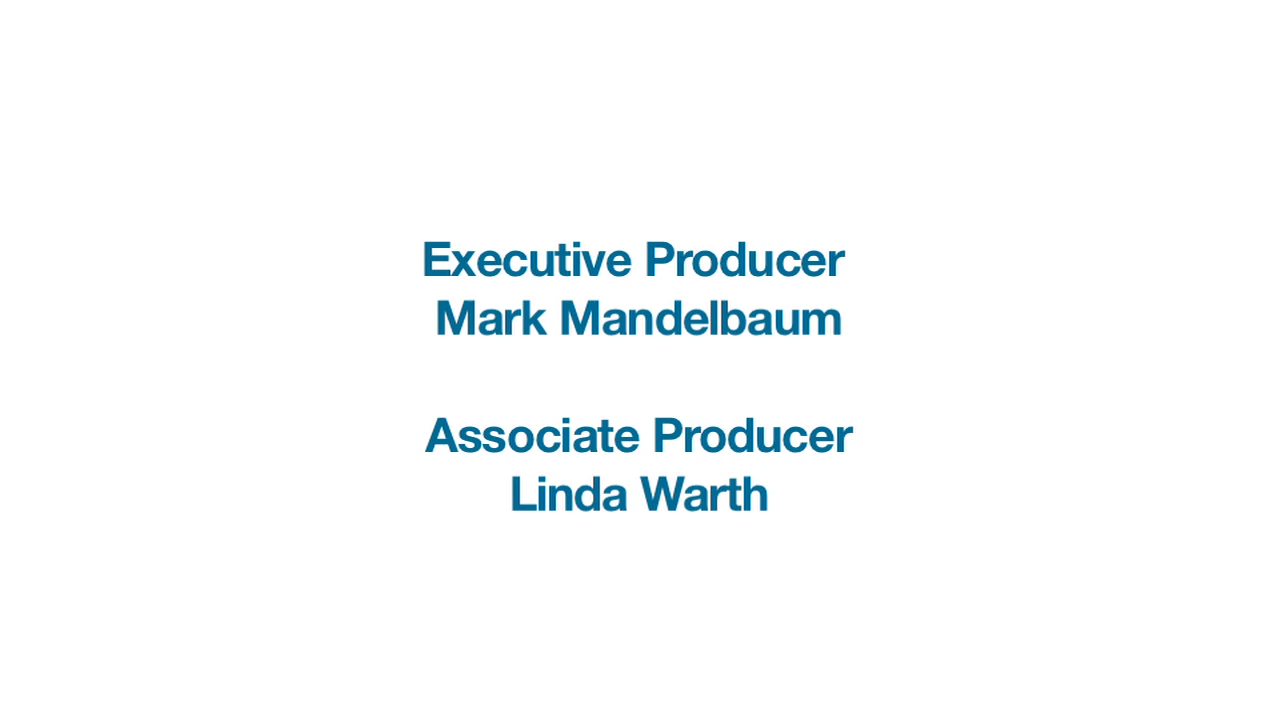 Executive Producer
Mark Mandelbaum
Associate Producer
Linda Warth